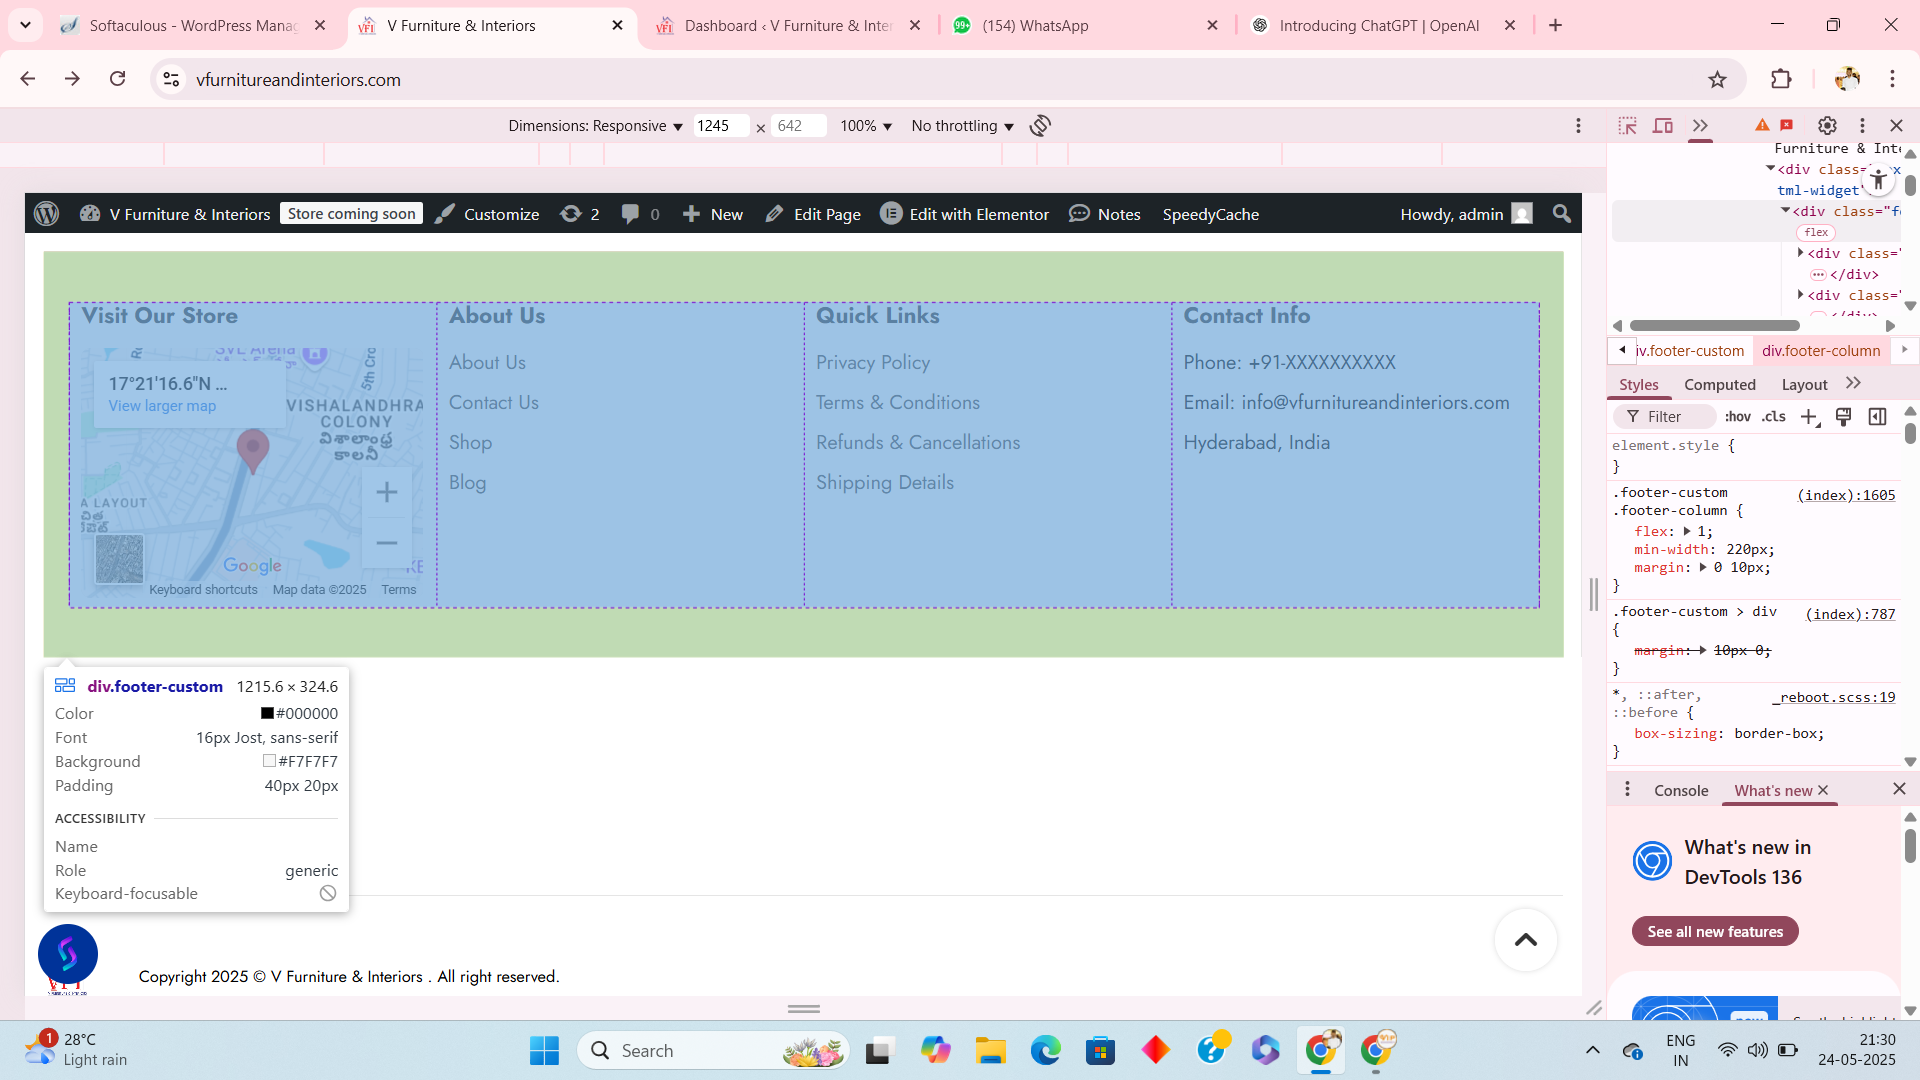 Softaculous - WordPress Manag
V Furniture & Interiors
Dashboard ‹ V Furniture & Inter
(154) WhatsApp
Introducing ChatGPT | OpenAI
vfurnitureandinteriors.com
Dimensions: Responsive
1245
×
642
100%
No throttling
V Furniture & Interiors
Store coming soon
Customize
2
0
New
Edit Page
Edit with Elementor
Notes
SpeedyCache
Howdy, admin
Visit Our Store
17°21'16.6"N ...
View larger map
SVL Arena
5th Cro
VISHALANDHRA
COLONY
విశాలాంధ్ర
కాలనీ
A LAYOUT
Google
Keyboard shortcuts
Map data ©2025
Terms
About Us
About Us
Contact Us
Shop
Blog
Quick Links
Privacy Policy
Terms & Conditions
Refunds & Cancellations
Shipping Details
Contact Info
Phone: +91-XXXXXXXXXX
Email: info@vfurnitureandinteriors.com
Hyderabad, India
div.footer-custom 1215.6 × 324.6
Color #000000
Font 16px Jost, sans-serif
Background #F7F7F7
Padding 40px 20px
ACCESSIBILITY
Name
Role generic
Keyboard-focusable
Copyright 2025 © V Furniture & Interiors . All right reserved.
Furniture & Inte
<div class=
tml-widget"
<div class="f
flex
<div class="
</div>
<div class="
iv.footer-custom
div.footer-column
Styles
Computed
Layout
Filter
:hov
.cls
element.style {
}
.footer-custom (index):1605
.footer-column {
flex: 1;
min-width: 220px;
margin: 0 10px;
}
.footer-custom > div (index):787
{
margin: 10px 0;
}
*, ::after, _reboot.scss:19
::before {
box-sizing: border-box;
}
Console
What's new
What's new in
DevTools 136
See all new features
new
1
28°C
Light rain
Search
ENG
IN
21:30
24-05-2025